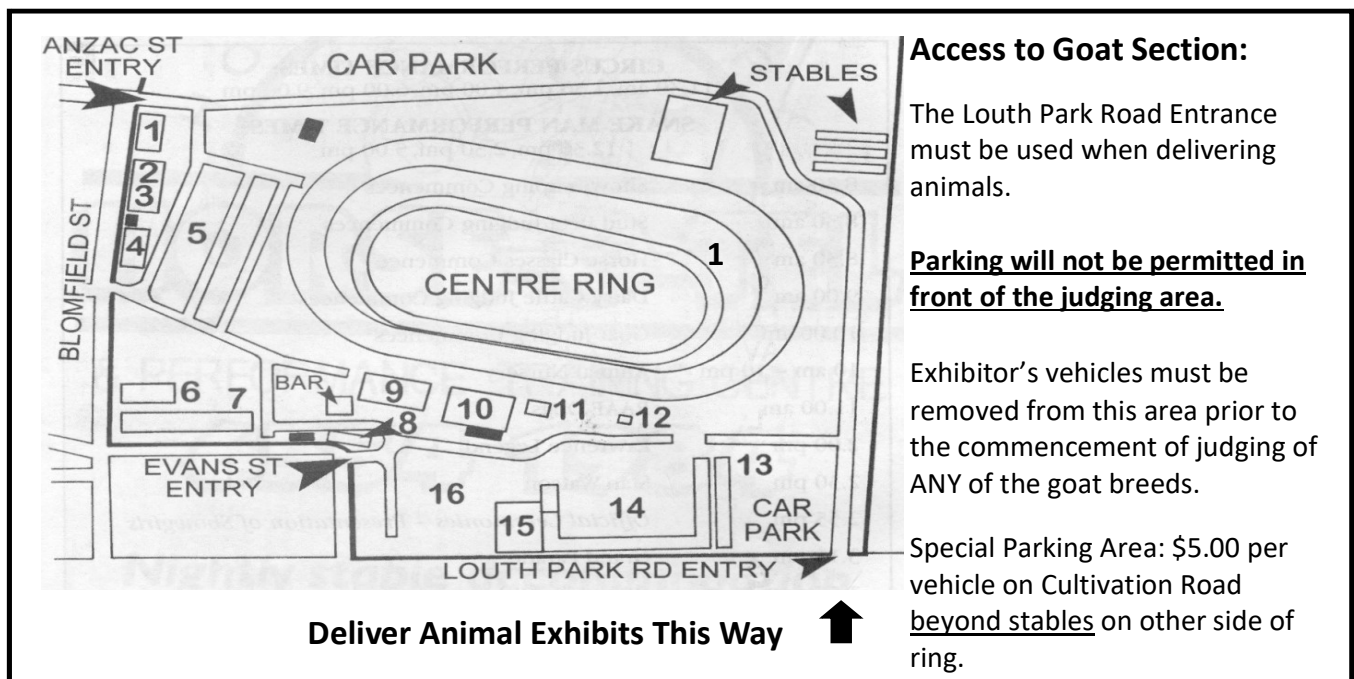 ANZAC ST
ENTRY
CAR PARK
STABLES
1
2
3
4
5
BLOMFIELD ST
CENTRE RING
1
BAR
6
7
8
9
10
11
12
EVANS ST
ENTRY
13
CAR
PARK
14
15
16
LOUTH PARK RD ENTRY
Deliver Animal Exhibits This Way
Access to Goat Section:
The Louth Park Road Entrance
must be used when delivering
animals.
Parking will not be permitted in
front of the judging area.
Exhibitor's vehicles must be
removed from this area prior to
the commencement of judging of
ANY of the goat breeds.
Special Parking Area: $5.00 per
vehicle on Cultivation Road
beyond stables on other side of
ring.